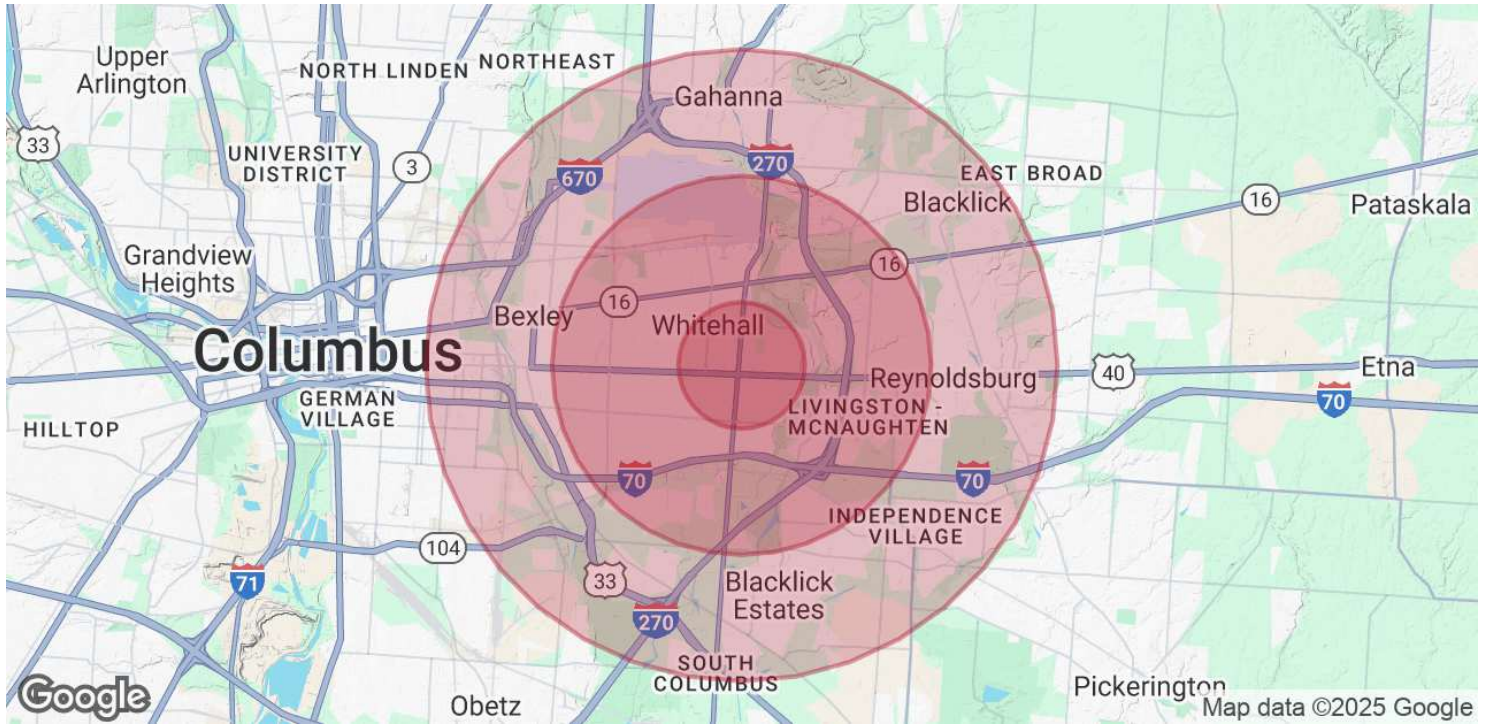 Upper
Arlington
NORTH LINDEN
NORTHEAST
Gahanna
33
UNIVERSITY
DISTRICT
3
670
270
EAST BROAD
Blacklick
16
Pataskala
Grandview
Heights
16
16
Bexley
Whitehall
Columbus
Reynoldsburg
40
Etna
GERMAN
VILLAGE
HILLTOP
LIVINGSTON -
MCNAUGHTEN
70
70
70
INDEPENDENCE
VILLAGE
104
71
33
Blacklick
Estates
270
SOUTH
COLUMBUS
Obetz
Pickerington
Google
Map data ©2025 Google